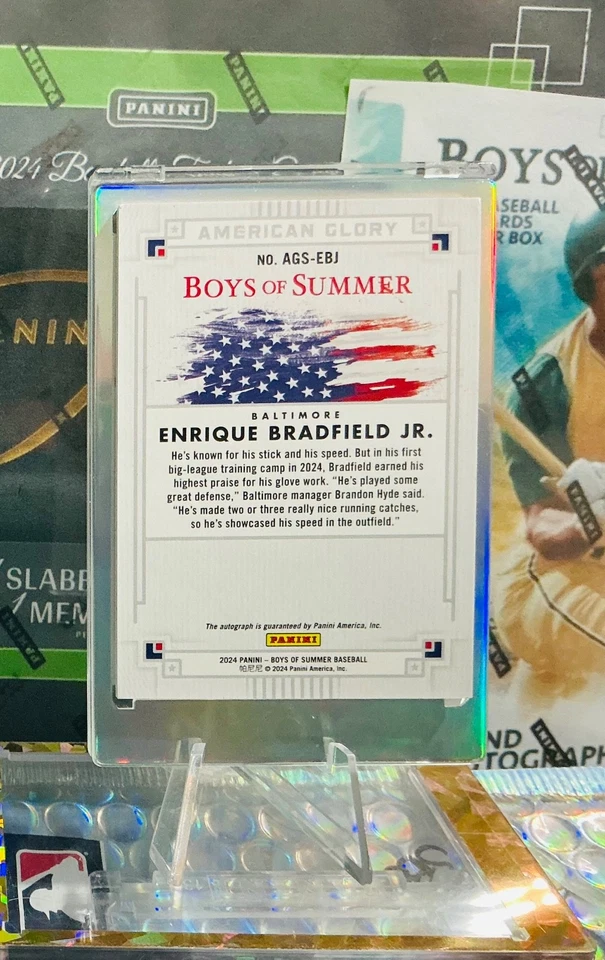 PANINI
2024
BOYS
BASEBALL
R BOX
AMERICAN GLORY
NO. AGS-EBJ
BOYS OF SUMMER
BALTIMORE
ENRIQUE BRADFIELD JR.
He's known for his stick and his speed. But in his first
big-league training camp in 2024, Bradfield earned his
highest praise for his glove work. “He's played some
great defense,” Baltimore manager Brandon Hyde said.
“He's made two or three really nice running catches,
so he's showcased his speed in the outfield.”
The autograph is guaranteed by Panini America, Inc.
PANINI
2024 PANINI – BOYS OF SUMMER BASEBALL
帕尼尼 © 2024 Panini America, Inc.
NIN
SLABB
1 MEM
ND
TOGRAPH